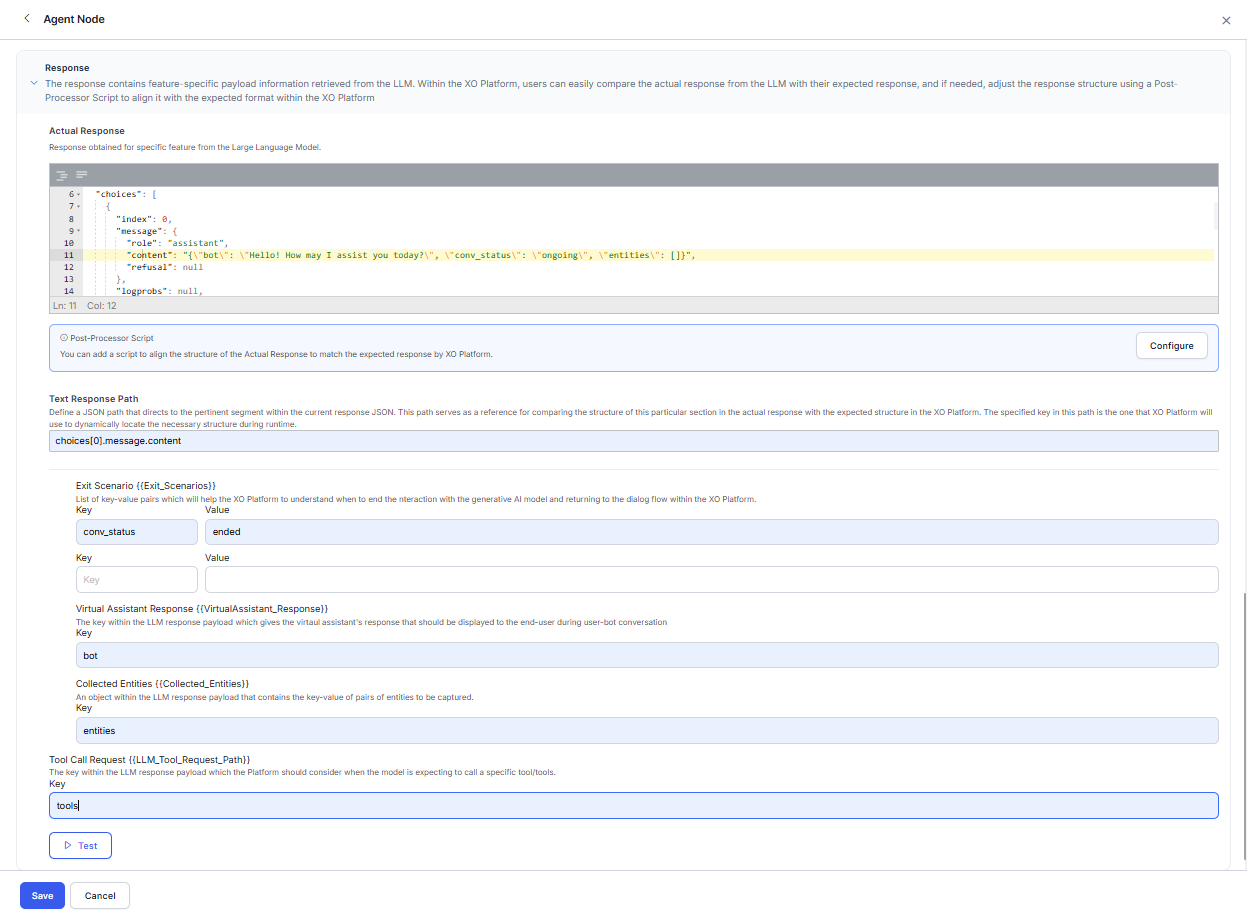 Agent Node
Response
The response contains feature-specific payload information retrieved from the LLM. Within the XO Platform, users can easily compare the actual response from the LLM with their expected response, and if needed, adjust the response structure using a Post-
Processor Script to align it with the expected format within the XO Platform
Actual Response
Response obtained for specific feature from the Large Language Model.
6 "choices": [
7 {
8 "index": 0,
9 "message": {
10 "role": "assistant",
11 "content": "{\"bot\": \"Hello! How may I assist you today?\", \"conv_status\": \"ongoing\", \"entities\": []}",
12 "refusal": null
13 },
14 "logprobs": null,
Ln: 11 Col: 12
Post-Processor Script
You can add a script to align the structure of the Actual Response to match the expected response by XO Platform.
Configure
Text Response Path
Define a JSON path that directs to the pertinent segment within the current response JSON. This path serves as a reference for comparing the structure of this particular section in the actual response with the expected structure in the XO Platform. The specified key in this path is the one that XO Platform will
use to dynamically locate the necessary structure during runtime.
choices[0].message.content
Exit Scenario {{Exit_Scenarios}}
List of key-value pairs which will help the XO Platform to understand when to end the nteraction with the generative AI model and returning to the dialog flow within the XO Platform.
Key Value
conv_status ended
Key Value
Key
Virtual Assistant Response {{VirtualAssistant_Response}}
The key within the LLM response payload which gives the virtaul assistant's response that should be displayed to the end-user during user-bot conversation
Key
bot
Collected Entities {{Collected_Entities}}
An object within the LLM response payload that contains the key-value of pairs of entities to be captured.
Key
entities
Tool Call Request {{LLM_Tool_Request_Path}}
The key within the LLM response payload which the Platform should consider when the model is expecting to call a specific tool/tools.
Key
tools
Test
Save Cancel